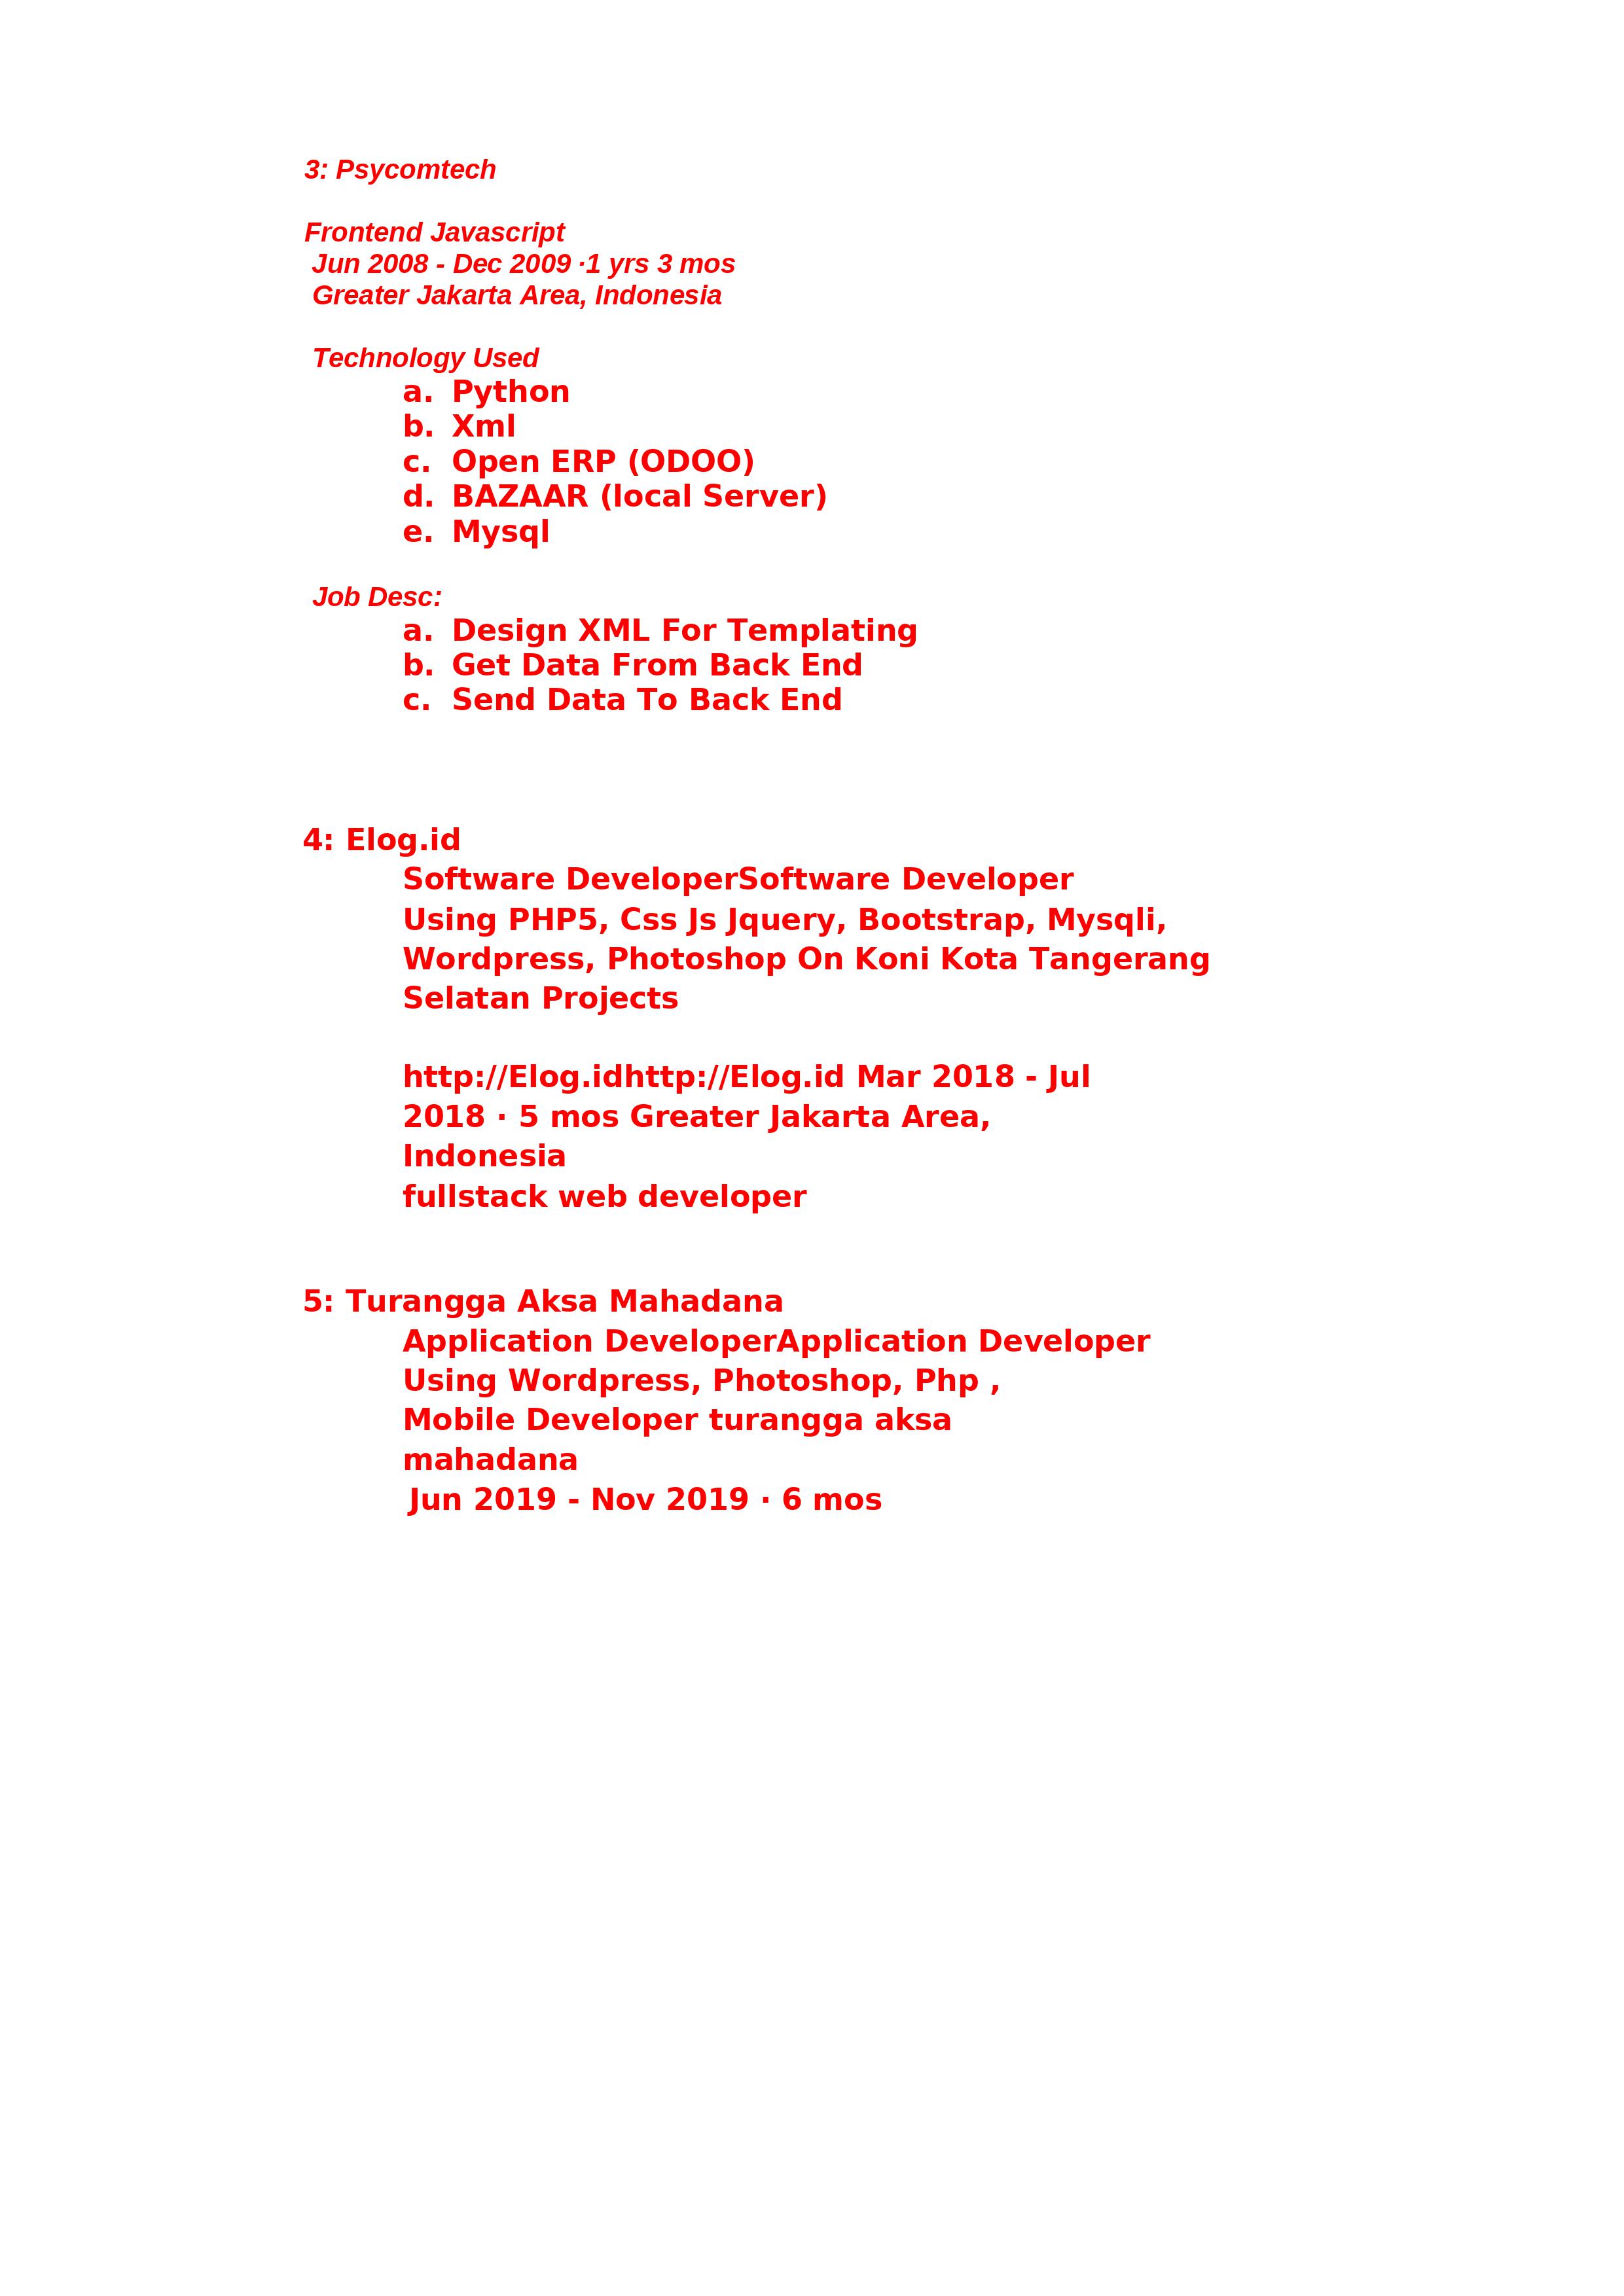 3: Psycomtech
Frontend Javascript
Jun 2008 - Dec 2009 ·1 yrs 3 mos
Greater Jakarta Area, Indonesia
Technology Used
a. Python
b. Xml
c. Open ERP (ODOO)
d. BAZAAR (local Server)
e. Mysql
Job Desc:
a. Design XML For Templating
b. Get Data From Back End
c. Send Data To Back End
4: Elog.id
Software DeveloperSoftware Developer
Using PHP5, Css Js Jquery, Bootstrap, Mysqli,
Wordpress, Photoshop On Koni Kota Tangerang
Selatan Projects
http://Elog.idhttp://Elog.id Mar 2018 - Jul
2018 · 5 mos Greater Jakarta Area,
Indonesia
fullstack web developer
5: Turangga Aksa Mahadana
Application DeveloperApplication Developer
Using Wordpress, Photoshop, Php ,
Mobile Developer turangga aksa
mahadana
Jun 2019 - Nov 2019 · 6 mos